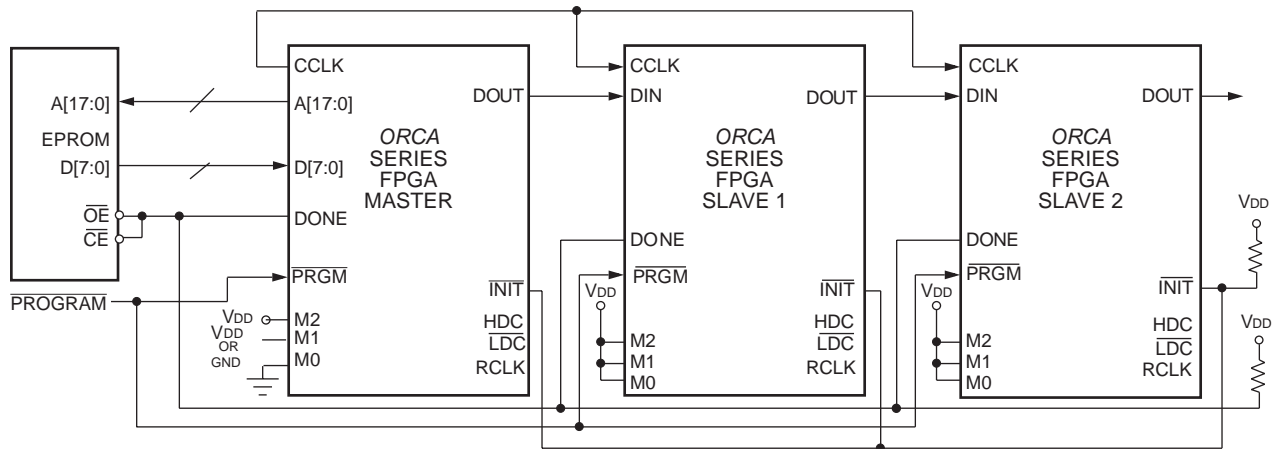 A[17:0]
EPROM
D[7:0]
OE
CE
PROGRAM
CCLK
A[17:0]
D[7:0]
DONE
PRGM
VDD
M2
VDD
OR
GND
M1
M0
DOUT
ORCA
SERIES
FPGA
MASTER
INIT
HDC
LDC
RCLK
CCLK
DIN
DOUT
ORCA
SERIES
FPGA
SLAVE 1
DONE
PRGM
VDD
M2
M1
M0
INIT
HDC
LDC
RCLK
CCLK
DIN
DOUT
ORCA
SERIES
FPGA
SLAVE 2
DONE
PRGM
VDD
M2
M1
M0
INIT
HDC
LDC
RCLK
VDD
VDD